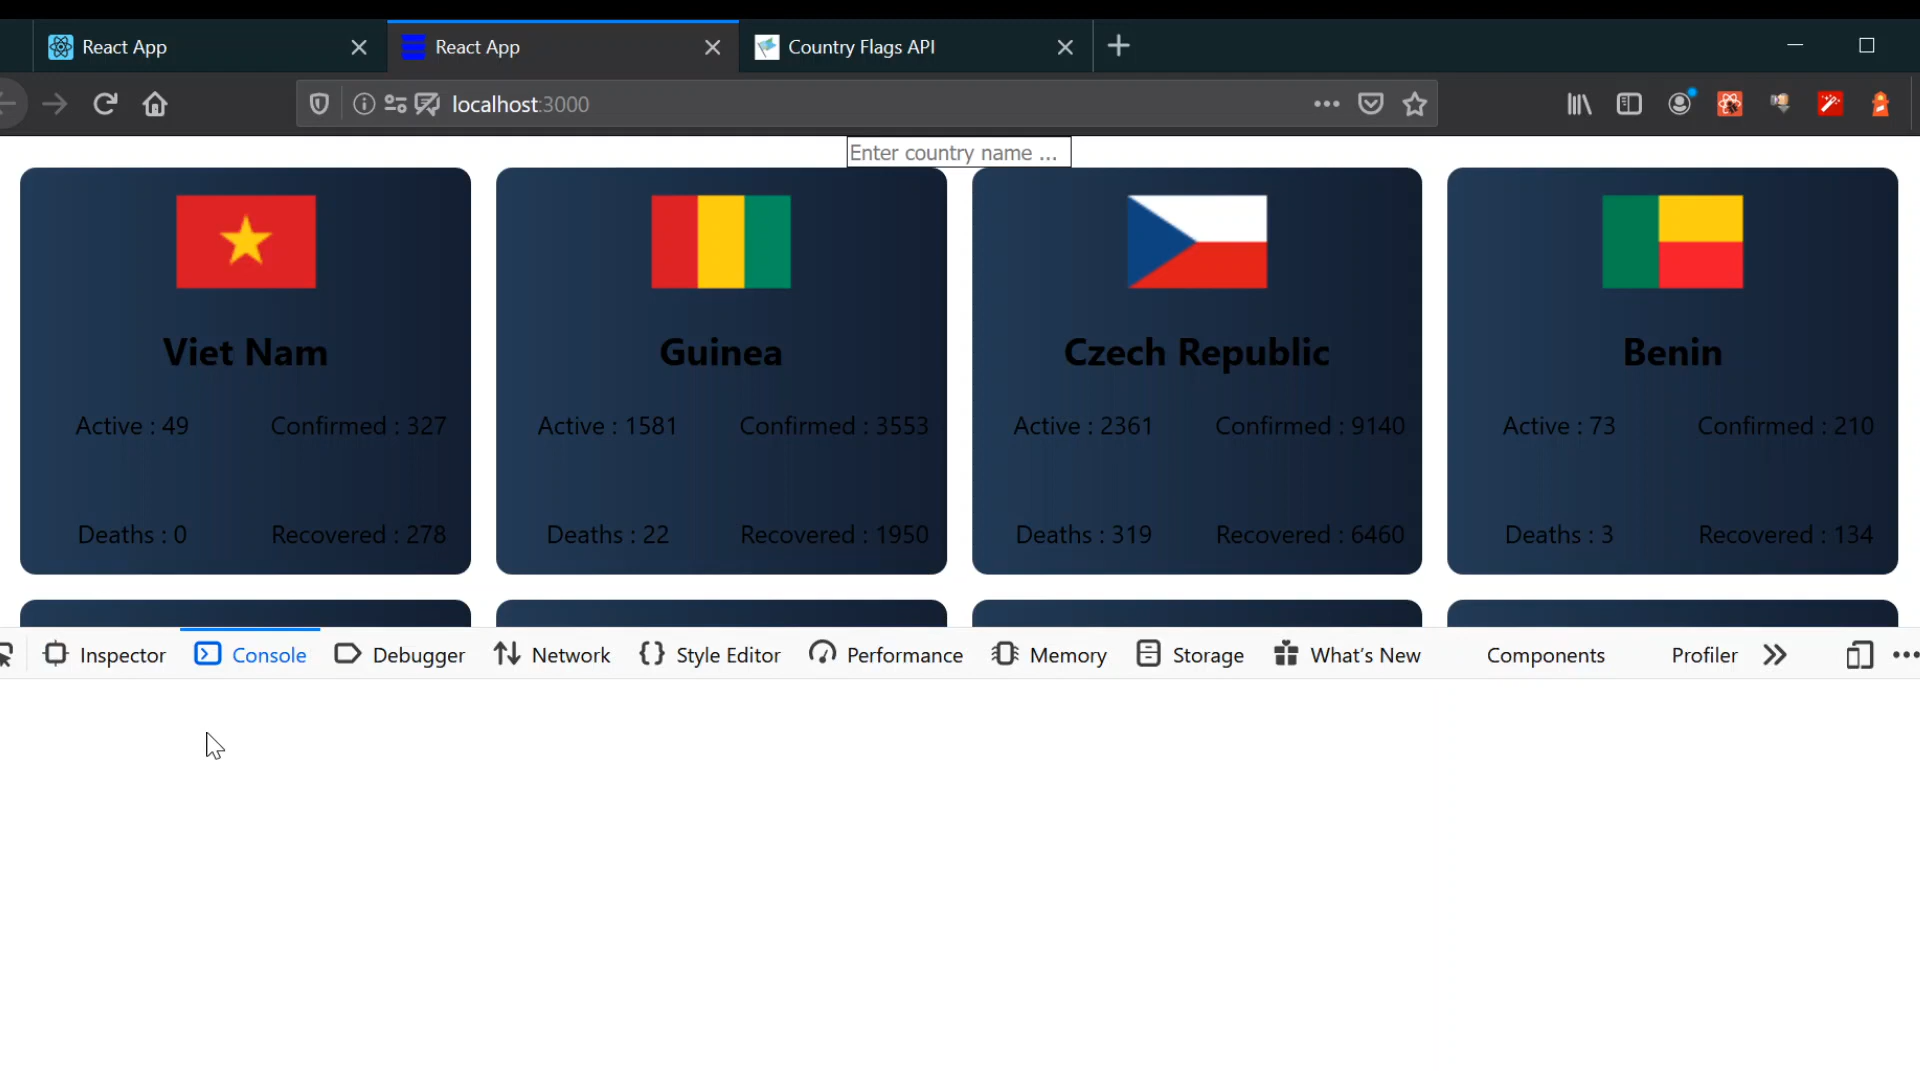 React App
React App
Country Flags API
localhost:3000
Enter country name ...
Viet Nam
Guinea
Czech Republic
Benin
Active : 49
Confirmed : 327
Active : 1581
Confirmed : 3553
Active : 2361
Confirmed : 9140
Active : 73
Confirmed : 210
Deaths : 0
Recovered : 278
Deaths : 22
Recovered : 1950
Deaths : 319
Recovered : 6460
Deaths : 3
Recovered : 134
Inspector
Console
Debugger
Network
Style Editor
Performance
Memory
Storage
What's New
Components
Profiler